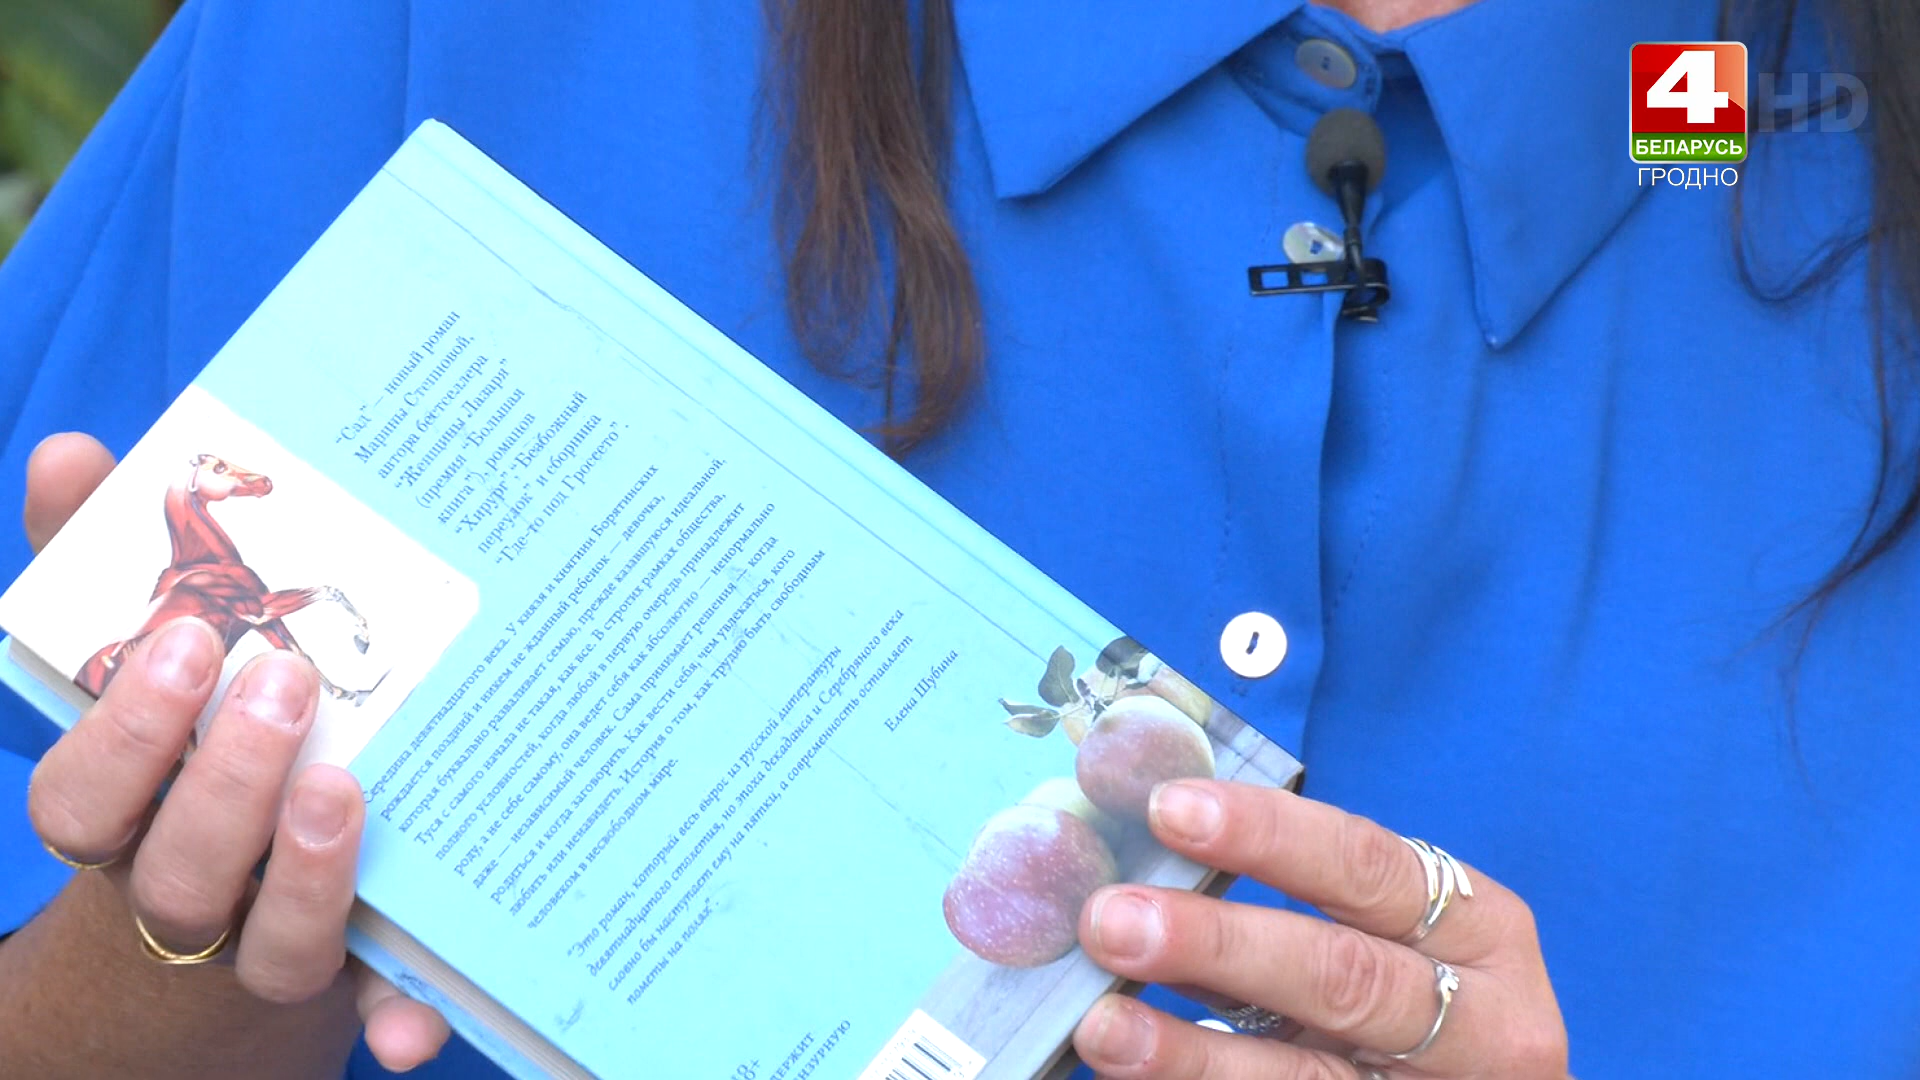 4
HD
БЕЛАРУСЬ
ГРОДНО
"Сад" — новый роман
Марины Степновой,
автора бестселлера
"Женщины Лазаря"
(премия "Большая
книга"), романов
"Хирург", "Безбожный
переулок" и сборника
"Где-то под Гроссето".
Середина девятнадцатого века. У князя и княгини Борятинских
рождается поздний и никем не жданный ребенок — девочка,
которая буквально разваливает семью, прежде казавшуюся идеальной.
Туся с самого начала не такая, как все. В строгих рамках общества,
полного условностей, когда любой в первую очередь принадлежит
роду, а не себе самому, она ведет себя как абсолютно — ненормально
даже — независимый человек. Сама принимает решения — когда
родиться и когда заговорить. Как вести себя, чем увлекаться, кого
любить или ненавидеть. История о том, как трудно быть свободным
человеком в несвободном мире.
"Это роман, который весь вырос из русской литературы
девятнадцатого столетия, но эпоха декаданса и Серебряного века
словно бы наступает ему на пятки, а современность оставляет
пометы на полях".
Елена Шубина